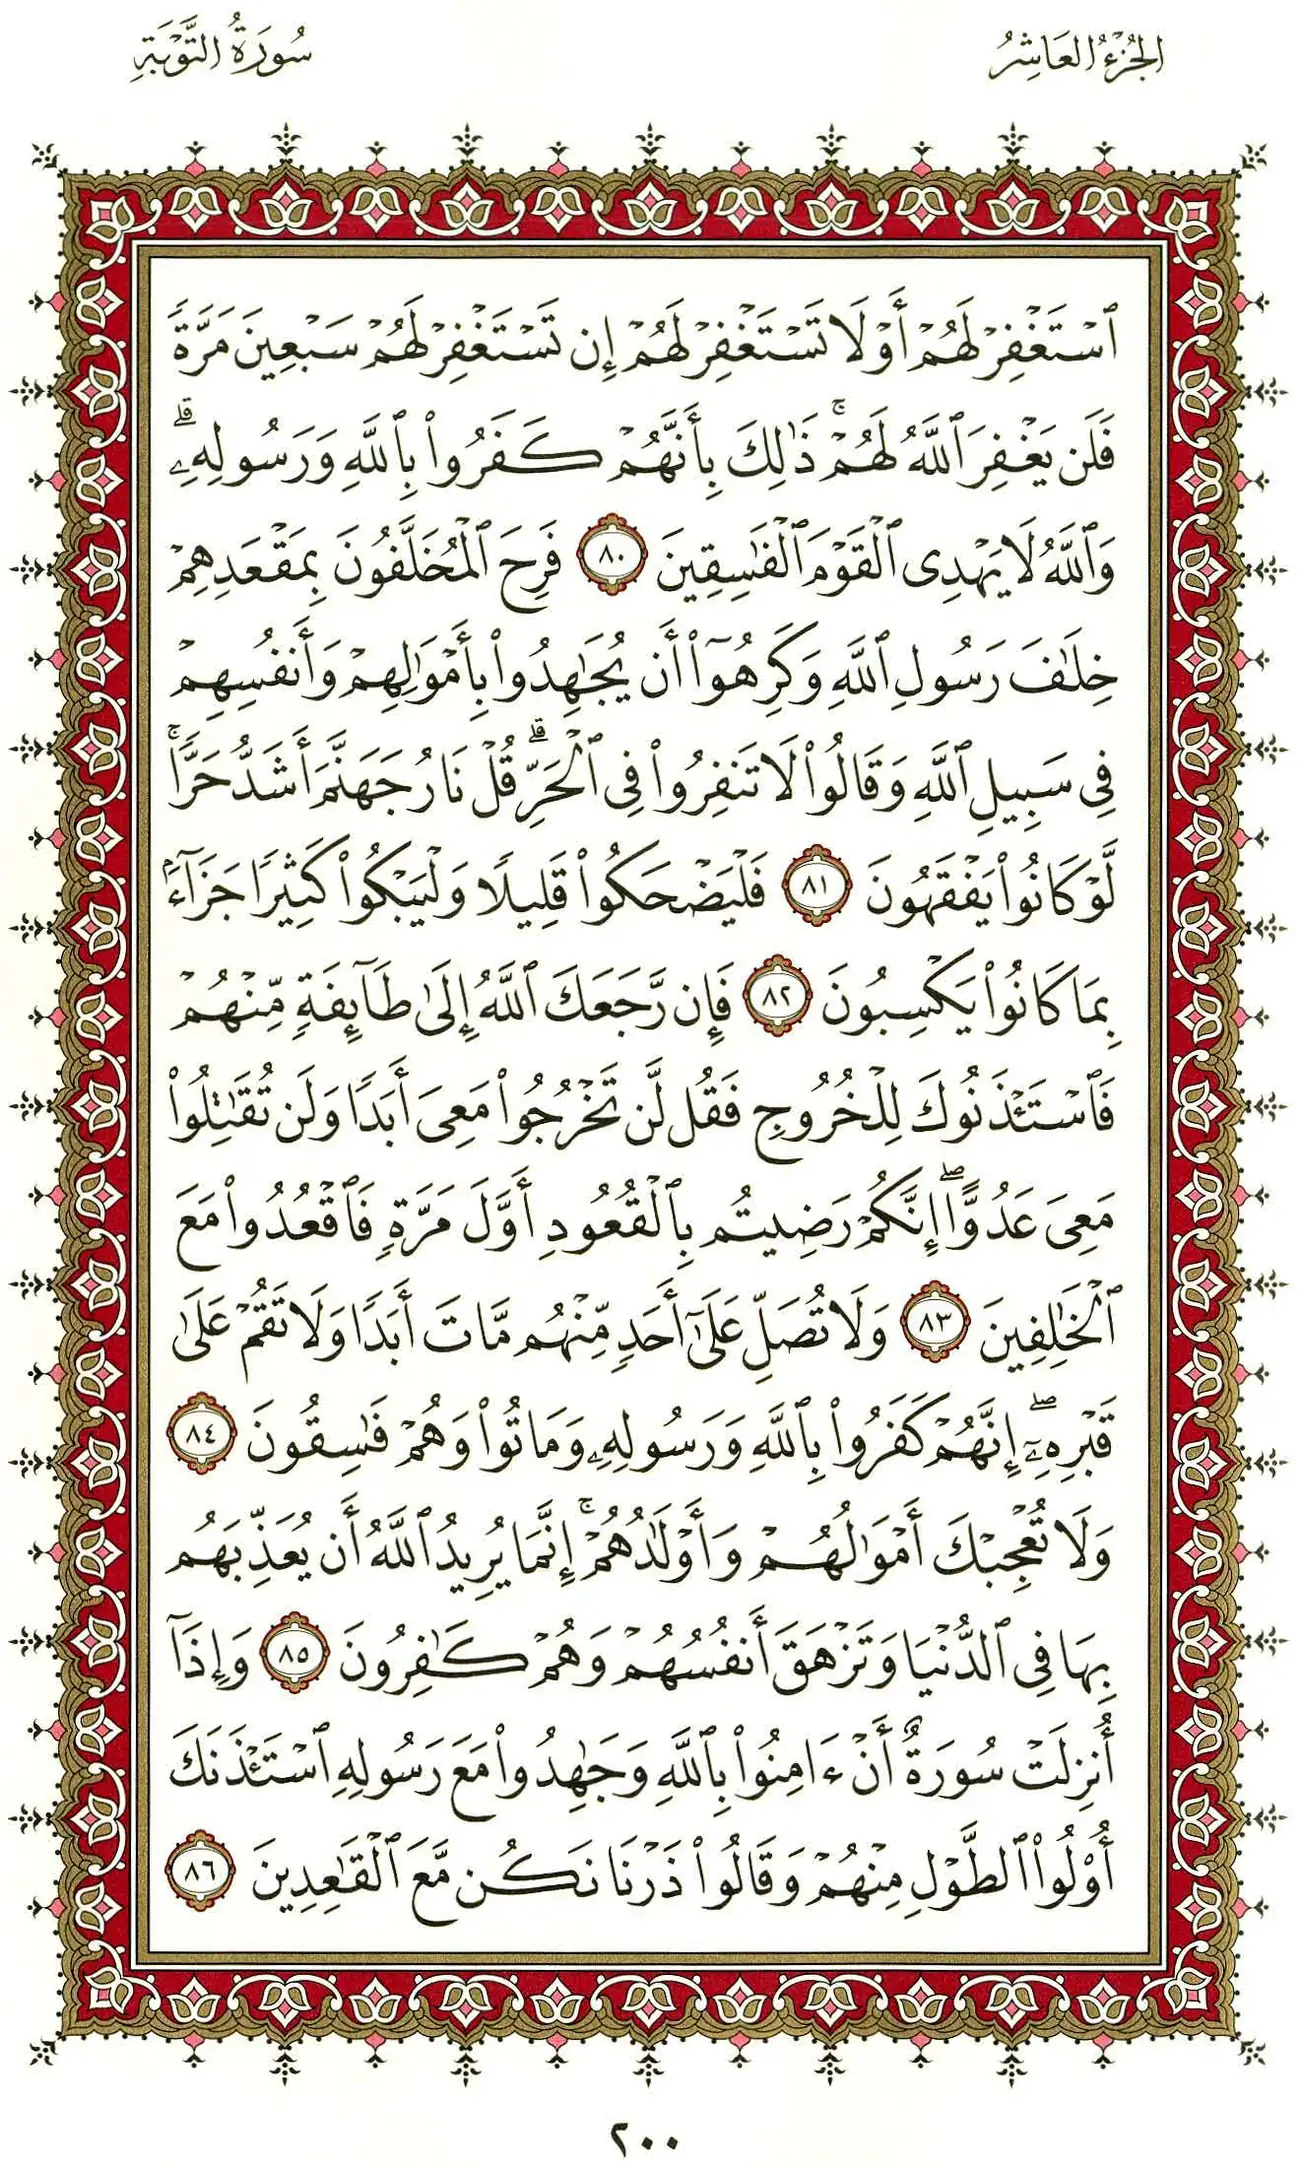 الجُزْءُ العَاشِرُ
سُورَةُ التَّوْبَةِ
ٱسْتَغْفِرْ لَهُمْ أَوْ لَا تَسْتَغْفِرْ لَهُمْ إِن تَسْتَغْفِرْ لَهُمْ سَبْعِينَ مَرَّةً
فَلَن يَغْفِرَ ٱللَّهُ لَهُمْ ۚ ذَٰلِكَ بِأَنَّهُمْ كَفَرُوا۟ بِٱللَّهِ وَرَسُولِهِۦ ۗ
وَٱللَّهُ لَا يَهْدِى ٱلْقَوْمَ ٱلْفَـٰسِقِينَ ٨٠ فَرِحَ ٱلْمُخَلَّفُونَ بِمَقْعَدِهِمْ
خِلَـٰفَ رَسُولِ ٱللَّهِ وَكَرِهُوٓا۟ أَن يُجَـٰهِدُوا۟ بِأَمْوَٰلِهِمْ وَأَنفُسِهِمْ
فِى سَبِيلِ ٱللَّهِ وَقَالُوا۟ لَا تَنفِرُوا۟ فِى ٱلْحَرِّ ۗ قُلْ نَارُ جَهَنَّمَ أَشَدُّ حَرًّا ۚ
لَّوْ كَانُوا۟ يَفْقَهُونَ ٨١ فَلْيَضْحَكُوا۟ قَلِيلًا وَلْيَبْكُوا۟ كَثِيرًا جَزَآءًۢ
بِمَا كَانُوا۟ يَكْسِبُونَ ٨٢ فَإِن رَّجَعَكَ ٱللَّهُ إِلَىٰ طَآئِفَةٍ مِّنْهُمْ
فَٱسْتَـْٔذَنُوكَ لِلْخُرُوجِ فَقُل لَّن تَخْرُجُوا۟ مَعِىَ أَبَدًا وَلَن تُقَـٰتِلُوا۟
مَعِىَ عَدُوًّا ۖ إِنَّكُمْ رَضِيتُم بِٱلْقُعُودِ أَوَّلَ مَرَّةٍ فَٱقْعُدُوا۟ مَعَ
ٱلْخَـٰلِفِينَ ٨٣ وَلَا تُصَلِّ عَلَىٰٓ أَحَدٍ مِّنْهُم مَّاتَ أَبَدًا وَلَا تَقُمْ عَلَىٰ
قَبْرِهِۦٓ ۖ إِنَّهُمْ كَفَرُوا۟ بِٱللَّهِ وَرَسُولِهِۦ وَمَاتُوا۟ وَهُمْ فَـٰسِقُونَ ٨٤
وَلَا تُعْجِبْكَ أَمْوَٰلُهُمْ وَأَوْلَـٰدُهُمْ ۚ إِنَّمَا يُرِيدُ ٱللَّهُ أَن يُعَذِّبَهُم
بِهَا فِى ٱلدُّنْيَا وَتَزْهَقَ أَنفُسُهُمْ وَهُمْ كَـٰفِرُونَ ٨٥ وَإِذَآ
أُنزِلَتْ سُورَةٌ أَنْ ءَامِنُوا۟ بِٱللَّهِ وَجَـٰهِدُوا۟ مَعَ رَسُولِهِ ٱسْتَـْٔذَنَكَ
أُو۟لُوا۟ ٱلطَّوْلِ مِنْهُمْ وَقَالُوا۟ ذَرْنَا نَكُن مَّعَ ٱلْقَـٰعِدِينَ ٨٦
٢٠٠